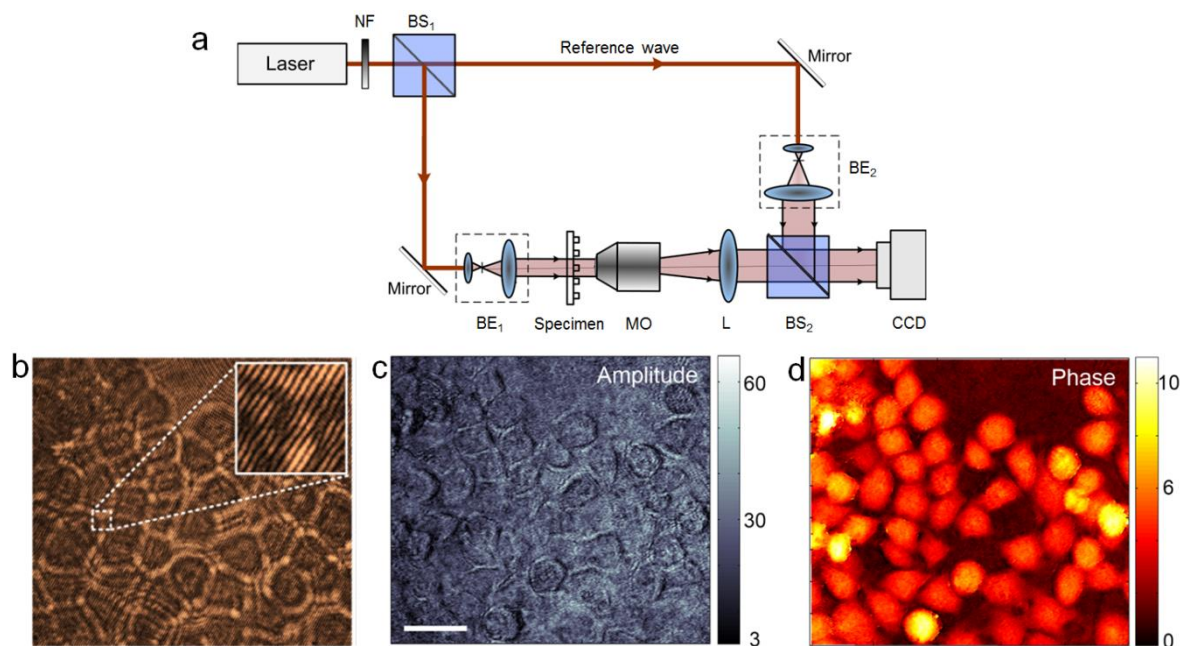 a
NF
BS₁
Laser
Reference wave
Mirror
BE₂
Mirror
BE₁
Specimen
MO
L
BS₂
CCD
b
c
Amplitude
60
30
3
d
Phase
10
6
0